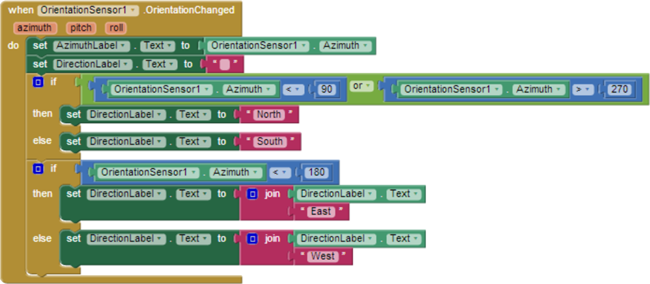 when OrientationSensor1 .OrientationChanged
azimuth pitch roll
do set AzimuthLabel . Text to OrientationSensor1 . Azimuth
set DirectionLabel . Text to " "
if OrientationSensor1 . Azimuth < 90 or OrientationSensor1 . Azimuth > 270
then set DirectionLabel . Text to " North "
else set DirectionLabel . Text to " South "
if OrientationSensor1 . Azimuth < 180
then set DirectionLabel . Text to join DirectionLabel . Text
" East "
else set DirectionLabel . Text to join DirectionLabel . Text
" West "